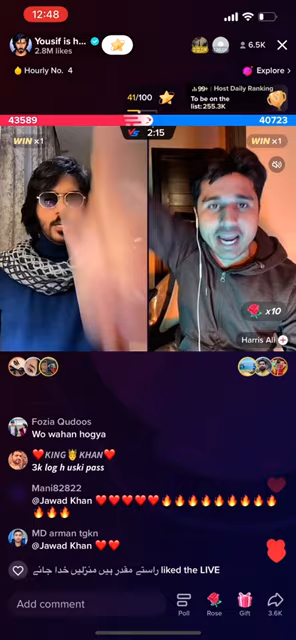 12:48
Yousif is h...
2.8M likes
6.5K
Hourly No. 4
Explore >
41/100
99+ Host Daily Ranking
To be on the
list: 255.3K
43589
40723
WIN x1
VS 2:15
WIN x1
x10
Harris Ali
Fozia Qudoos
Wo wahan hogya
❤️KING👸KHAN❤️
3k log h uski pass
Mani82822
@Jawad Khan ❤️❤️❤️❤️❤️🔥🔥🔥🔥🔥🔥🔥🔥🔥
🔥🔥🔥
MD arman tgkn
@Jawad Khan ❤️❤️
راستے مقدر ہیں منزلیں خدا جانے liked the LIVE
Add comment
Poll
Rose
Gift
3.6K